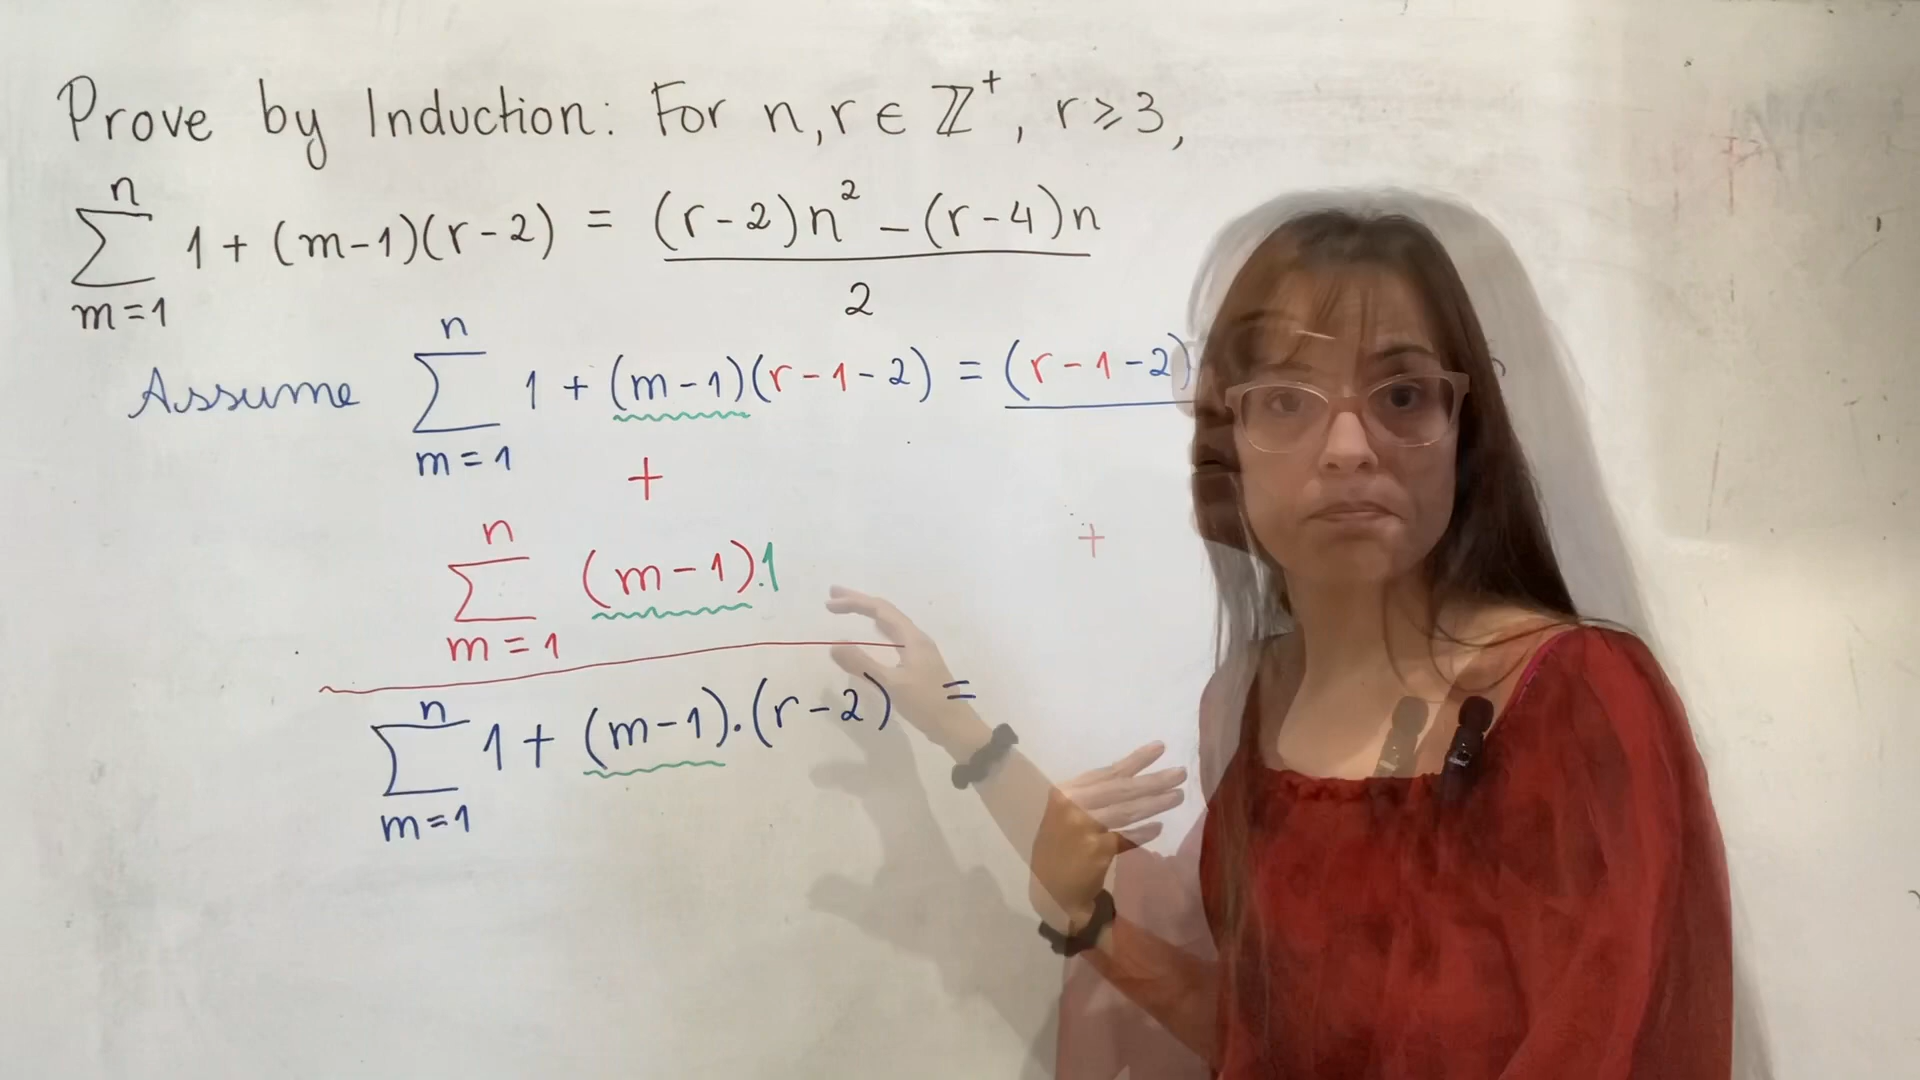 Prove by Induction: For n, r ∈ ℤ⁺, r ⩾ 3,
∑_{m=1}^{n} 1 + (m-1)(r-2) = \frac{(r-2)n² - (r-4)n}{2}
Assume ∑_{m=1}^{n} 1 + (m-1)(r-1-2) = (r-1-2)
+ +
∑_{m=1}^{n} (m-1).1
∑_{m=1}^{n} 1 + (m-1).(r-2) =